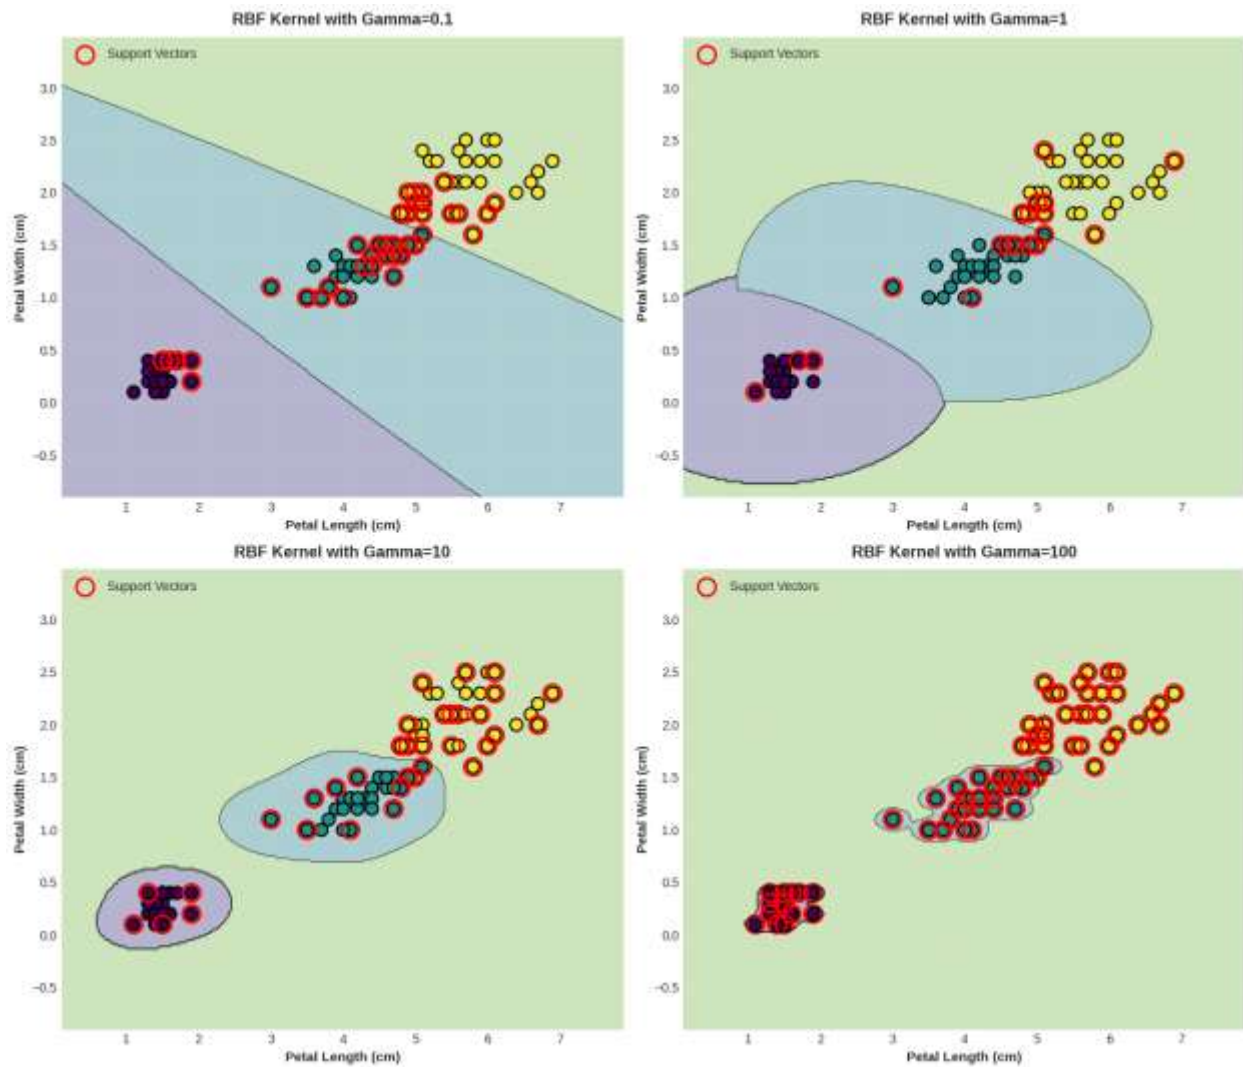 RBF Kernel with Gamma=0.1
Support Vectors
3.0
2.5
2.0
1.5
1.0
0.5
0.0
−0.5
Petal Width (cm)
1 2 3 4 5 6 7
Petal Length (cm)
RBF Kernel with Gamma=1
Support Vectors
3.0
2.5
2.0
1.5
1.0
0.5
0.0
−0.5
Petal Width (cm)
1 2 3 4 5 6 7
Petal Length (cm)
RBF Kernel with Gamma=10
Support Vectors
3.0
2.5
2.0
1.5
1.0
0.5
0.0
−0.5
Petal Width (cm)
1 2 3 4 5 6 7
Petal Length (cm)
RBF Kernel with Gamma=100
Support Vectors
3.0
2.5
2.0
1.5
1.0
0.5
0.0
−0.5
Petal Width (cm)
1 2 3 4 5 6 7
Petal Length (cm)